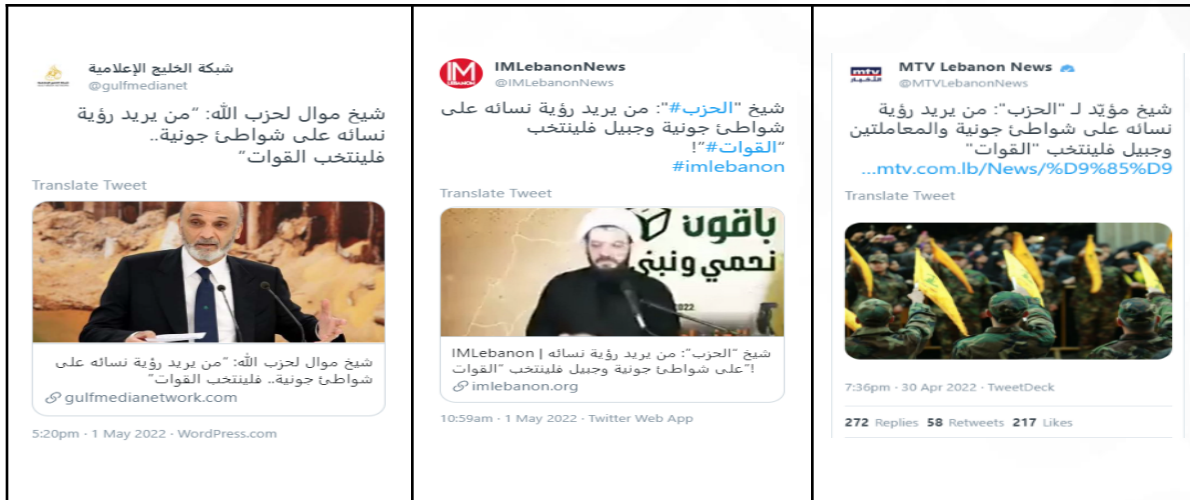 شبكة الخليج الإعلامية
@gulfmedianet
شيخ موال لحزب الله: "من يريد رؤية
نسائه على شواطئ جونية..
فلينتخب القوات"
Translate Tweet
شيخ موال لحزب الله: "من يريد رؤية نسائه على
شواطئ جونية.. فلينتخب القوات"
gulfmedianetwork.com
5:20pm · 1 May 2022 · WordPress.com
IM
LEBANON
IMLebanonNews
@IMLebanonNews
شيخ "#الحزب": من يريد رؤية نسائه على
شواطئ جونية وجبيل فلينتخب
"#القوات"!
#imlebanon
Translate Tweet
باقون
نحمي ونبني
2022
شيخ "الحزب": من يريد رؤية نسائه | IMLebanon
!"على شواطئ جونية وجبيل فلينتخب "القوات
imlebanon.org
10:59am · 1 May 2022 · Twitter Web App
mtv
الأخبار
MTV Lebanon News
@MTVLebanonNews
شيخ مؤيّد لـ "الحزب": من يريد رؤية
نسائه على شواطئ جونية والمعاملتين
وجبيل فلينتخب "القوات"
...mtv.com.lb/News/%D9%85%D9
Translate Tweet
7:36pm · 30 Apr 2022 · TweetDeck
272 Replies 58 Retweets 217 Likes